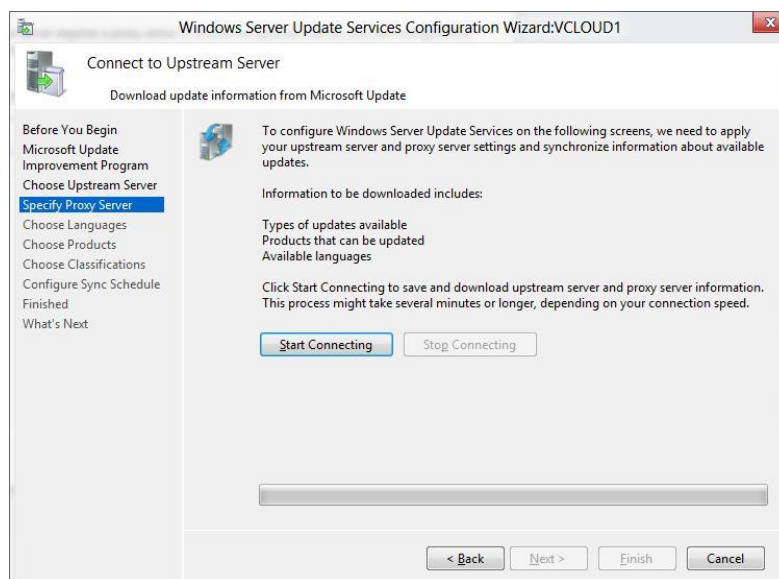 Windows Server Update Services Configuration Wizard:VCLOUD1
x
Connect to Upstream Server
Download update information from Microsoft Update
Before You Begin
Microsoft Update
Improvement Program
Choose Upstream Server
Specify Proxy Server
Choose Languages
Choose Products
Choose Classifications
Configure Sync Schedule
Finished
What's Next
To configure Windows Server Update Services on the following screens, we need to apply
your upstream server and proxy server settings and synchronize information about available
updates.
Information to be downloaded includes:
Types of updates available
Products that can be updated
Available languages
Click Start Connecting to save and download upstream server and proxy server information.
This process might take several minutes or longer, depending on your connection speed.
Start Connecting
Stop Connecting
< Back
Next >
Finish
Cancel